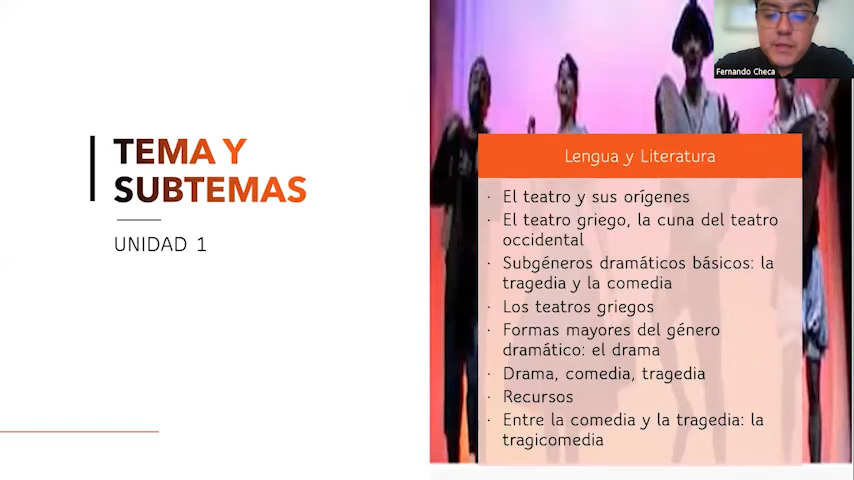 TEMA Y
SUBTEMAS
UNIDAD 1
Fernando Checa
Lengua y Literatura
· El teatro y sus orígenes
· El teatro griego, la cuna del teatro
occidental
· Subgéneros dramáticos básicos: la
tragedia y la comedia
· Los teatros griegos
· Formas mayores del género
dramático: el drama
· Drama, comedia, tragedia
· Recursos
· Entre la comedia y la tragedia: la
tragicomedia